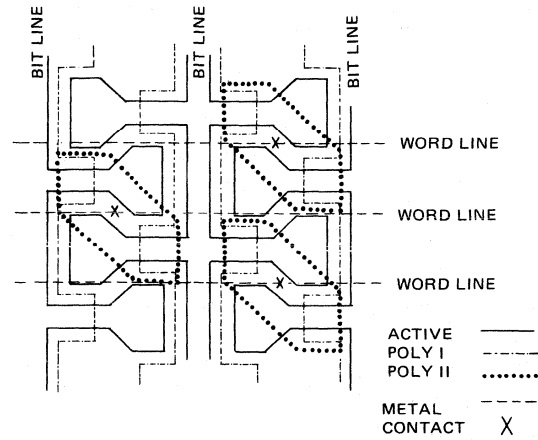 BIT LINE
BIT LINE
BIT LINE
WORD LINE
WORD LINE
WORD LINE
ACTIVE
POLY I
POLY II
METAL
CONTACT X